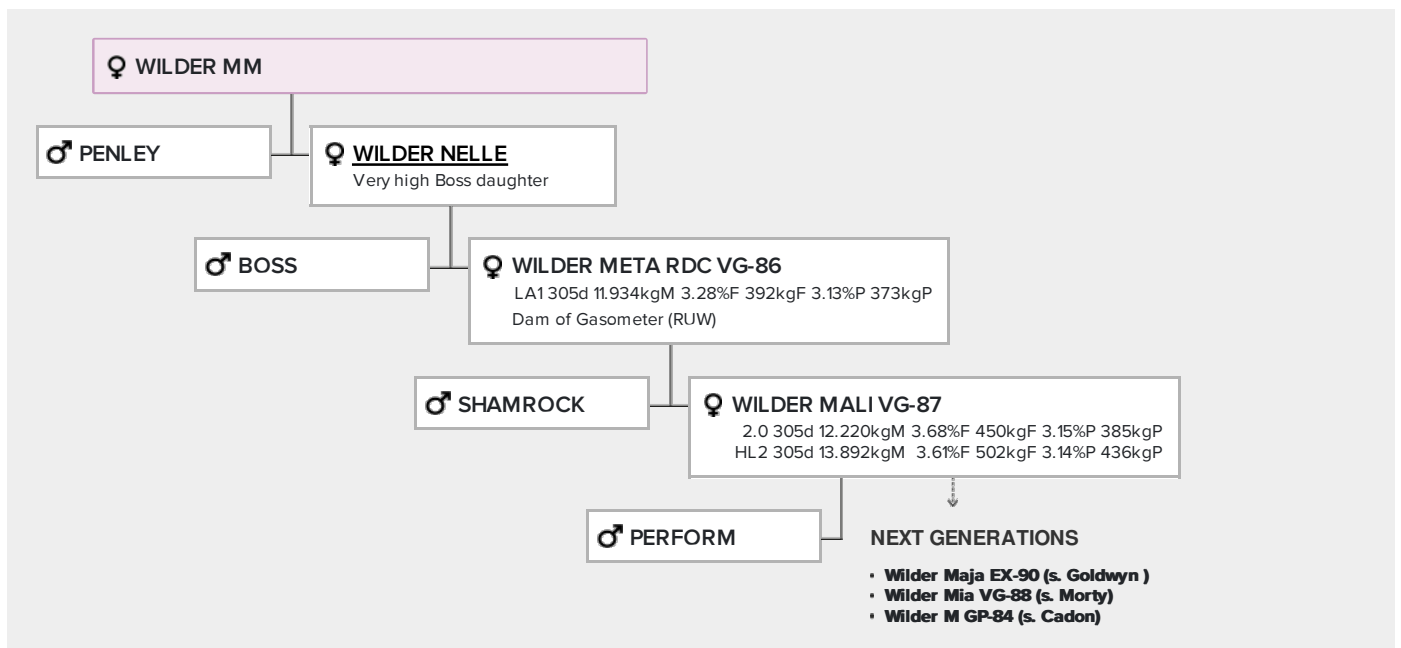 WILDER MM
PENLEY
WILDER NELLE
Very high Boss daughter
BOSS
WILDER META RDC VG-86
LA1 305d 11.934kgM 3.28%F 392kgF 3.13%P 373kgP
Dam of Gasometer (RUW)
SHAMROCK
WILDER MALI VG-87
2.0 305d 12.220kgM 3.68%F 450kgF 3.15%P 385kgP
HL2 305d 13.892kgM 3.61%F 502kgF 3.14%P 436kgP
PERFORM
NEXT GENERATIONS
• Wilder Maja EX-90 (s. Goldwyn )
• Wilder Mia VG-88 (s. Morty)
• Wilder M GP-84 (s. Cadon)